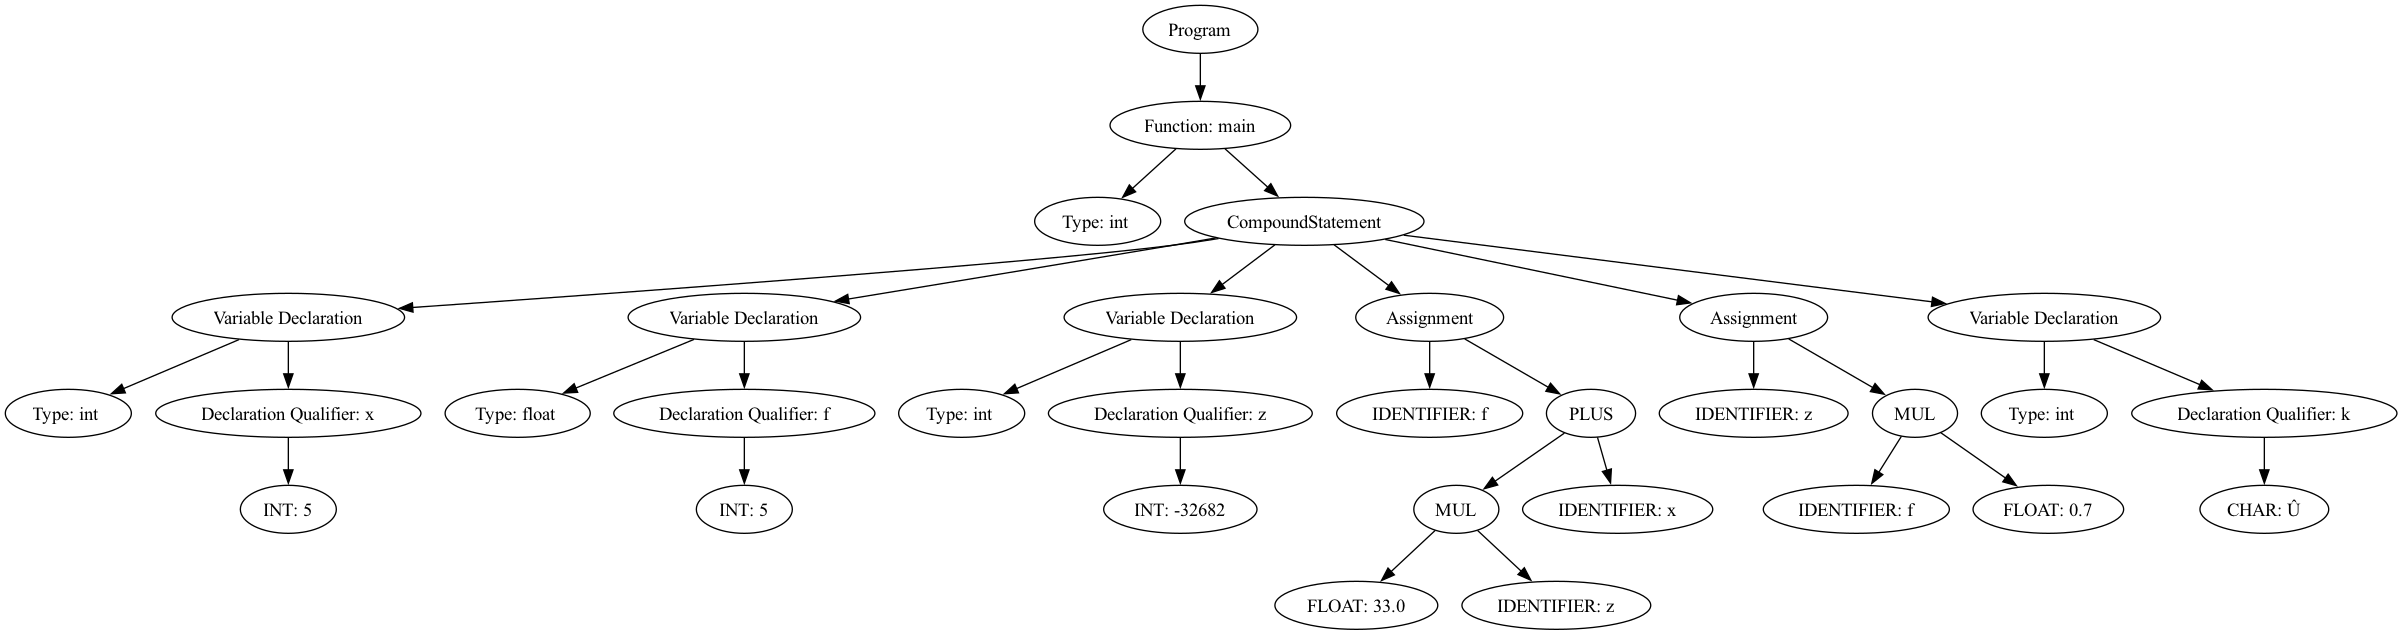 Program
Function: main
Type: int
CompoundStatement
Variable Declaration
Variable Declaration
Variable Declaration
Assignment
Assignment
Variable Declaration
Type: int
Declaration Qualifier: x
Type: float
Declaration Qualifier: f
Type: int
Declaration Qualifier: z
IDENTIFIER: f
PLUS
IDENTIFIER: z
MUL
Type: int
Declaration Qualifier: k
INT: 5
INT: 5
INT: -32682
MUL
IDENTIFIER: x
IDENTIFIER: f
FLOAT: 0.7
CHAR: Û
FLOAT: 33.0
IDENTIFIER: z